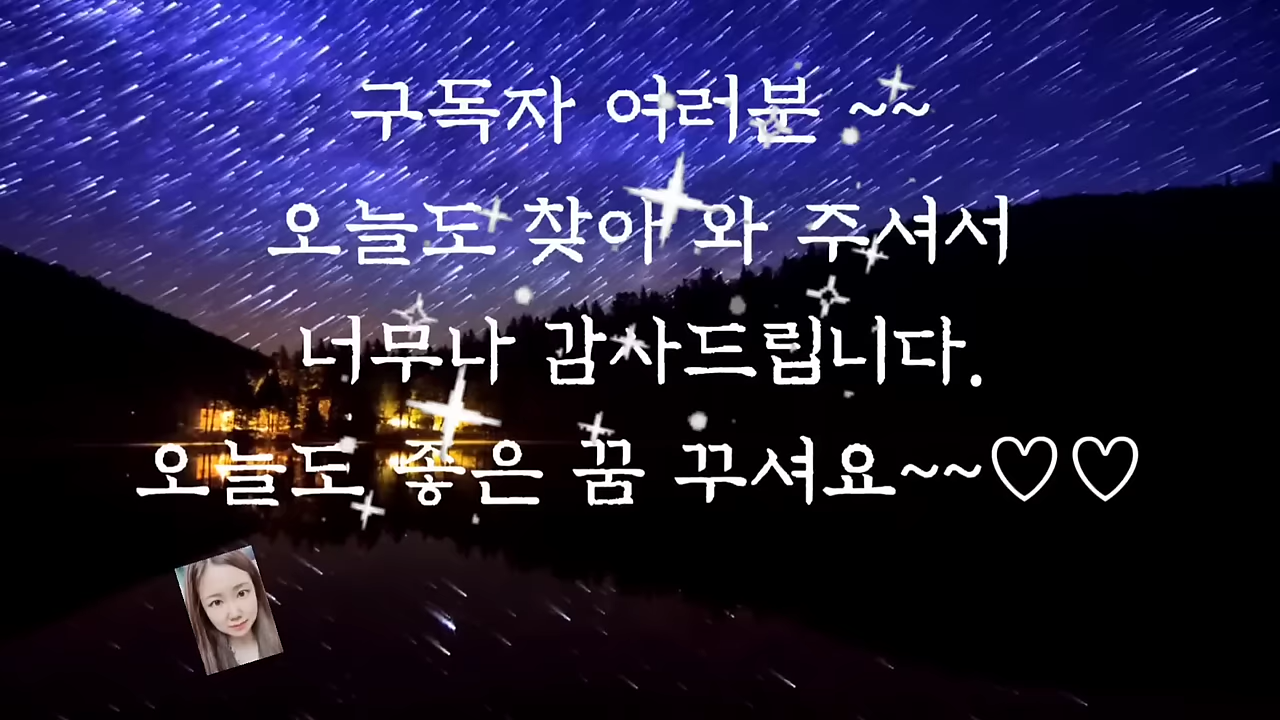 구독자 여러분 ~~
오늘도 찾아 와 주셔서
너무나 감사드립니다.
오늘도 좋은 꿈 꾸셔요~~♡♡